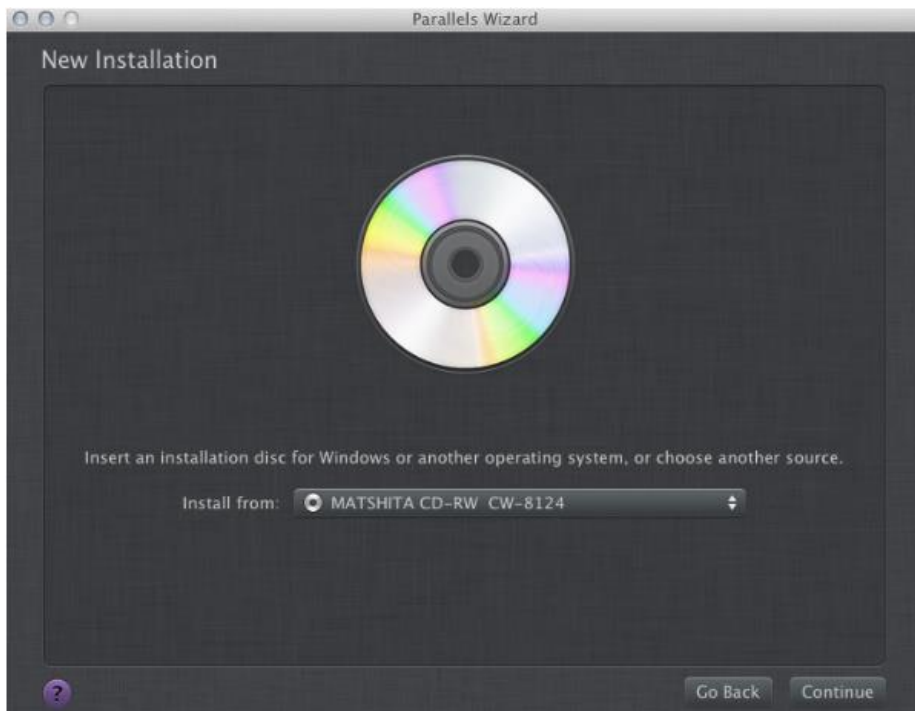 Parallels Wizard
New Installation
Insert an installation disc for Windows or another operating system, or choose another source.
Install from: MATSHITA CD-RW CW-8124
? Go Back Continue